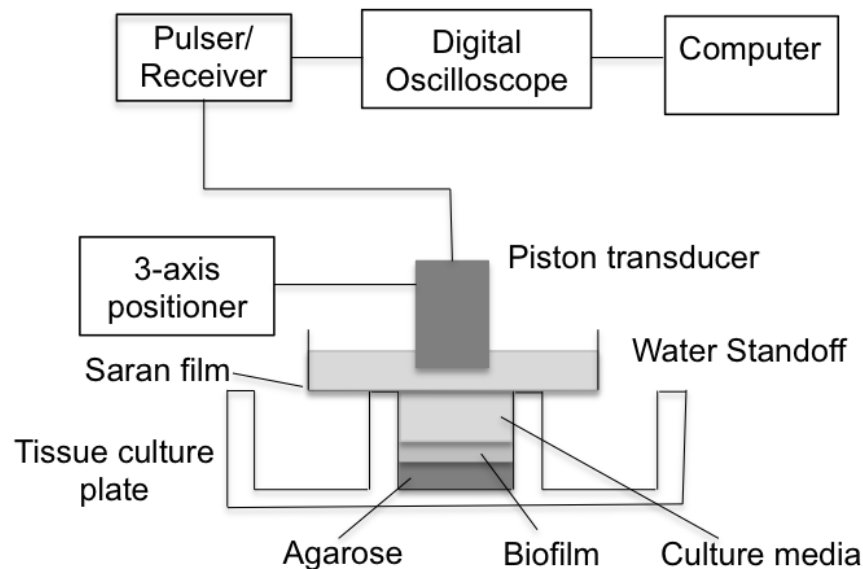 Pulser/
Receiver
Digital
Oscilloscope
Computer
3-axis
positioner
Piston transducer
Water Standoff
Saran film
Tissue culture
plate
Agarose
Biofilm
Culture media